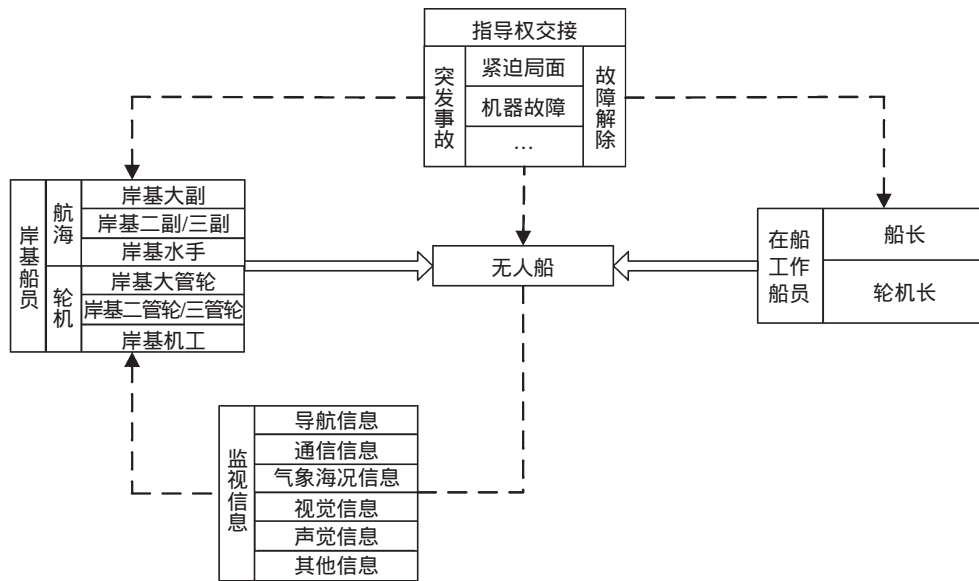 指导权交接
突发事故
紧迫局面
机器故障
…
故障解除
岸基船员
航海
岸基大副
岸基二副/三副
岸基水手
轮机
岸基大管轮
岸基二管轮/三管轮
岸基机工
无人船
在船
工作
船员
船长
轮机长
监视信息
导航信息
通信信息
气象海况信息
视觉信息
声觉信息
其他信息